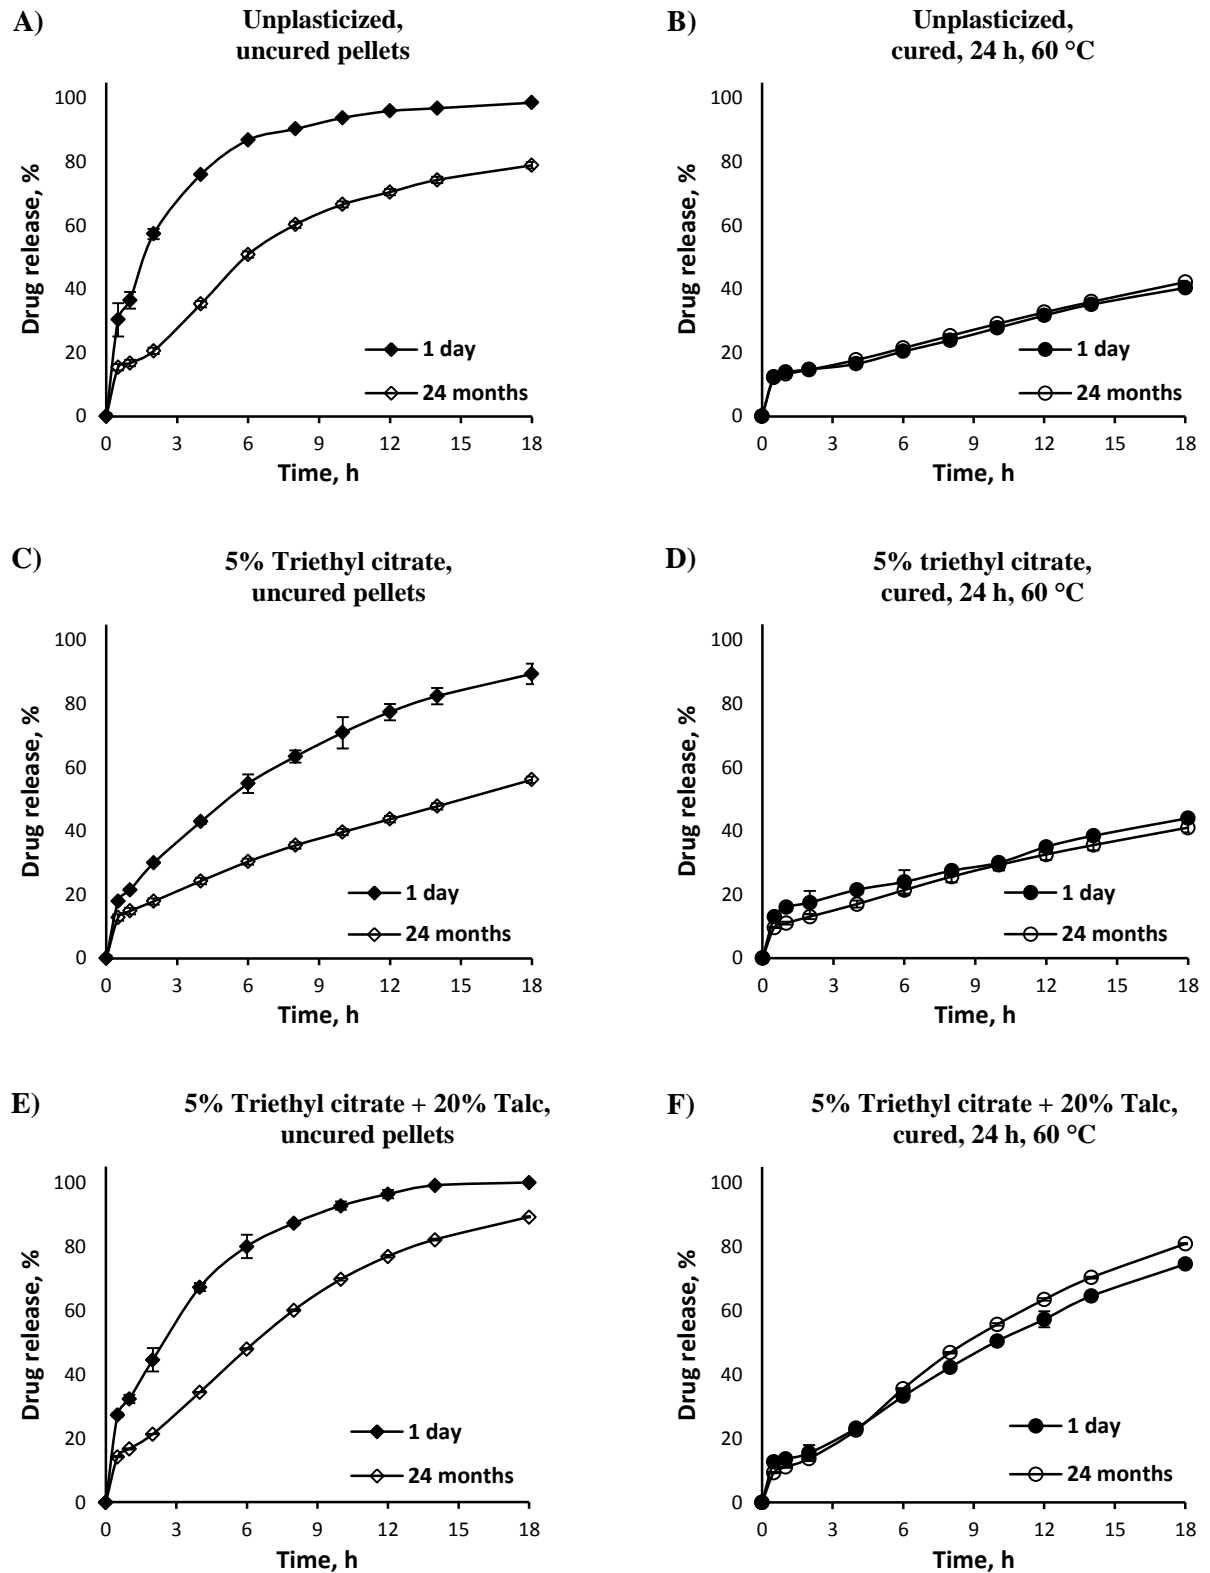 A)
Unplasticized,
uncured pellets
100
80
60
40
20
0
Drug release, %
1 day
24 months
0 3 6 9 12 15 18
Time, h
B)
Unplasticized,
cured, 24 h, 60 °C
100
80
60
40
20
0
Drug release, %
1 day
24 months
0 3 6 9 12 15 18
Time, h
C)
5% Triethyl citrate,
uncured pellets
100
80
60
40
20
0
Drug release, %
1 day
24 months
0 3 6 9 12 15 18
Time, h
D)
5% triethyl citrate,
cured, 24 h, 60 °C
100
80
60
40
20
0
Drug release, %
1 day
24 months
0 3 6 9 12 15 18
Time, h
E)
5% Triethyl citrate + 20% Talc,
uncured pellets
100
80
60
40
20
0
Drug release, %
1 day
24 months
0 3 6 9 12 15 18
Time, h
F)
5% Triethyl citrate + 20% Talc,
cured, 24 h, 60 °C
100
80
60
40
20
0
Drug release, %
1 day
24 months
0 3 6 9 12 15 18
Time, h